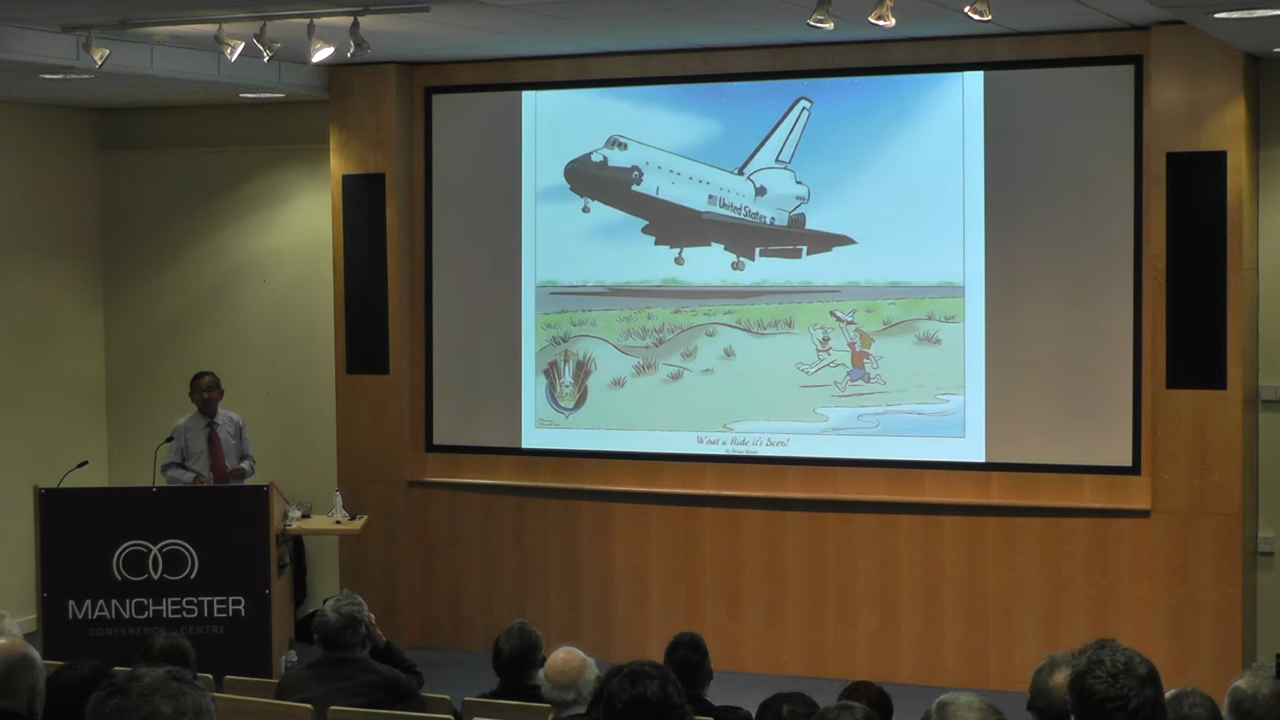 United States
What a Ride it's Been!
MANCHESTER
CONFERENCE CENTRE